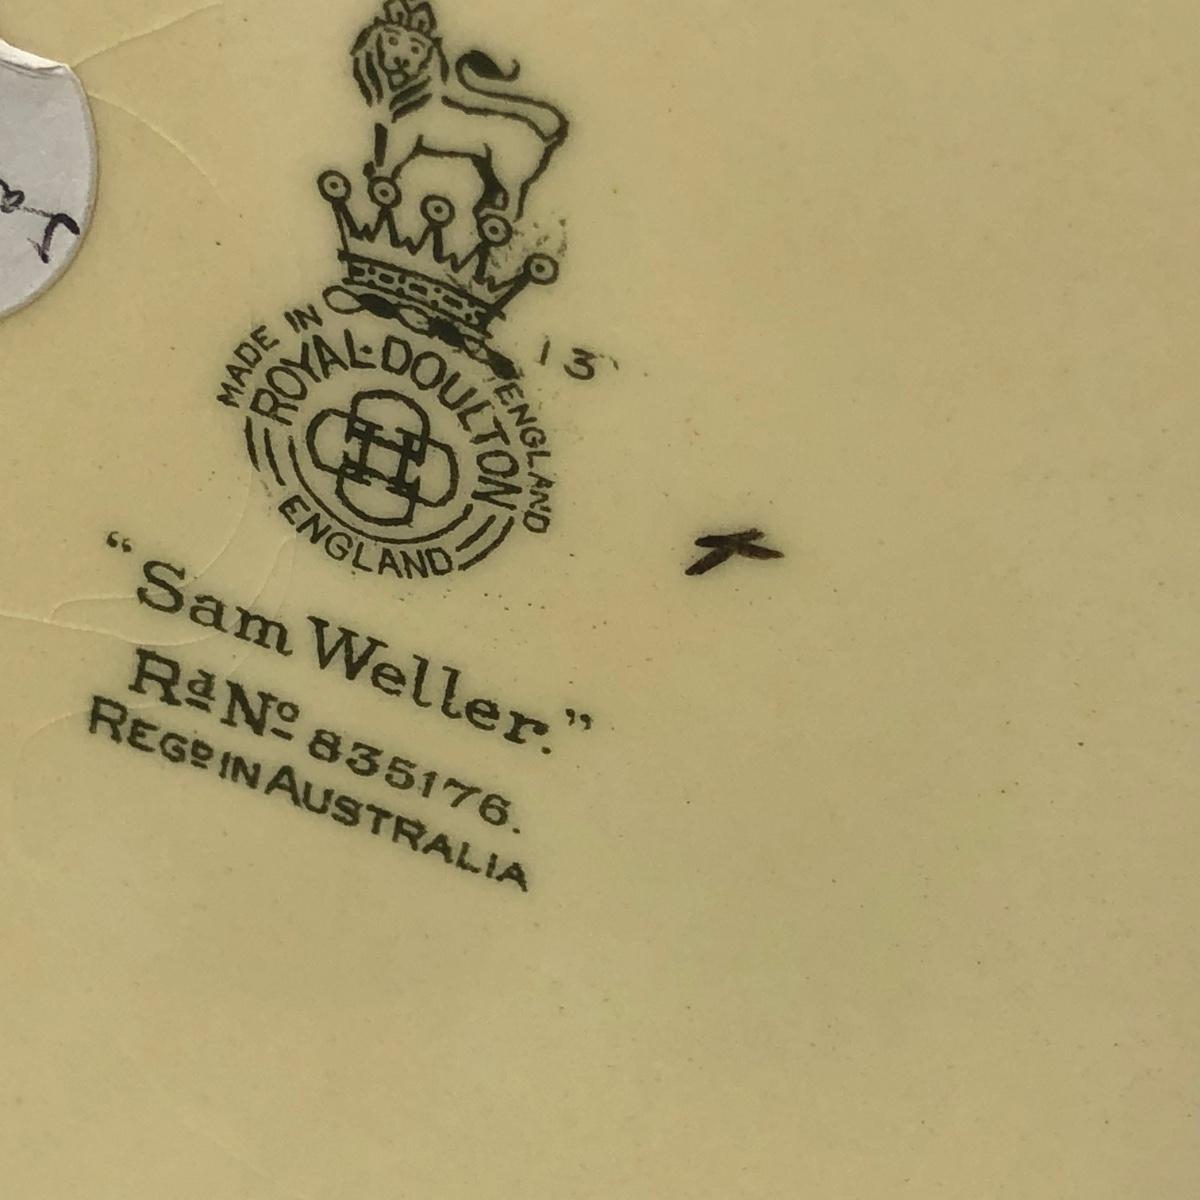 MADE IN ENGLAND
ROYAL·DOULTON
ENGLAND
13
“Sam Weller.”
Rd No 835176.
REGD IN AUSTRALIA